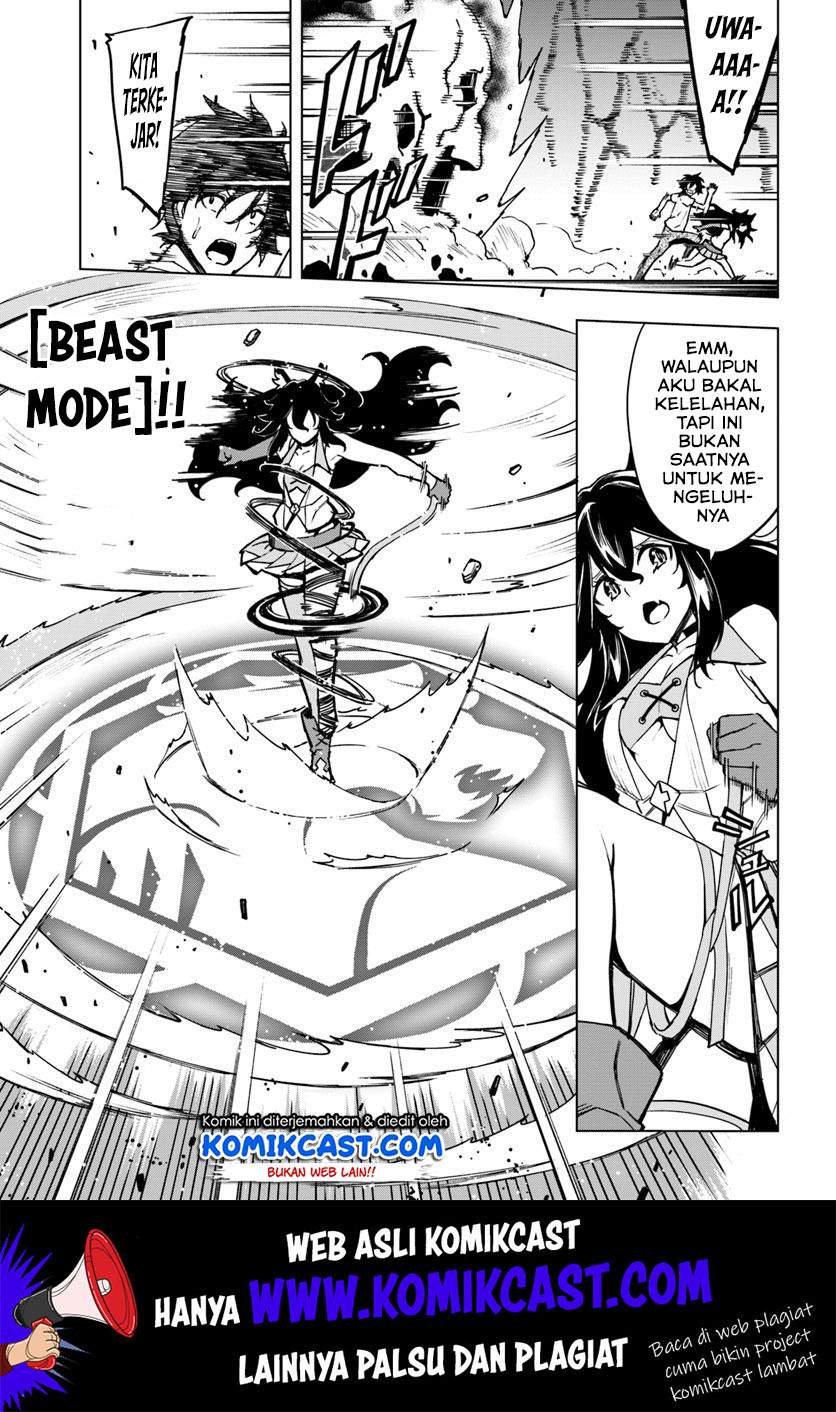 UWA-
AAA-
A!!
KITA
TERKE-
JAR!
EMM,
WALAUPUN
AKU BAKAL
KELELAHAN,
TAPI INI
BUKAN
SAATNYA
UNTUK ME-
NGELUH-
NYA
[BEAST
MODE]!!
Komik ini diterjemahkan & diedit oleh
KOMIKCAST.COM
BUKAN WEB LAIN!!
WEB ASLI KOMIKCAST
HANYA WWW.KOMIKCAST.COM
LAINNYA PALSU DAN PLAGIAT
Baca di web plagiat
cuma bikin project
komikcast lambat